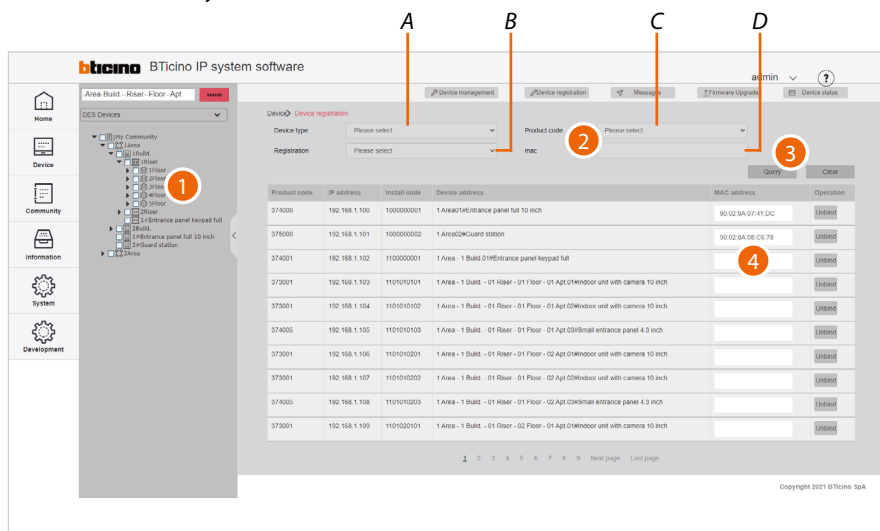 A B C D
bticino BTicino IP system software
admin ?
-Area-Build.--Riser--Floor--Apt Search
Device management Device registration Messages Firmware Upgrade Device status
Home
DES Devices
Device> Device registration
Device type Please select Product code Please select
Registration Please select mac
2 3
Query Clear
My Community
1Area
1Build.
1Riser
1Floor
2Floor
3Floor
4Floor
5Floor
1
2Riser
1#Entrance panel keypad full
2Build.
1#Entrance panel full 10 inch
2#Guard station
2Area
Device
Community
Information
System
Development
Product code IP address Install code Device address MAC address Operation
374000 192.168.1.100 1000000001 1 Area01#Entrance panel full 10 inch 90:02:8A:07:41:DC Unbind
375000 192.168.1.101 1000000002 1 Area02#Guard station 90:02:8A:08:C6:78 Unbind
374001 192.168.1.102 1100000001 1 Area - 1 Build.01#Entrance panel keypad full 4 Unbind
373001 192.168.1.103 1101010101 1 Area - 1 Build. - 01 Riser - 01 Floor - 01 Apt.01#Indoor unit with camera 10 inch Unbind
373001 192.168.1.104 1101010102 1 Area - 1 Build. - 01 Riser - 01 Floor - 01 Apt.02#Indoor unit with camera 10 inch Unbind
374005 192.168.1.105 1101010103 1 Area - 1 Build. - 01 Riser - 01 Floor - 01 Apt.03#Small entrance panel 4.3 inch Unbind
373001 192.168.1.106 1101010201 1 Area - 1 Build. - 01 Riser - 01 Floor - 02 Apt.01#Indoor unit with camera 10 inch Unbind
373001 192.168.1.107 1101010202 1 Area - 1 Build. - 01 Riser - 01 Floor - 02 Apt.02#Indoor unit with camera 10 inch Unbind
374005 192.168.1.108 1101010203 1 Area - 1 Build. - 01 Riser - 01 Floor - 02 Apt.03#Small entrance panel 4.3 inch Unbind
373001 192.168.1.109 1101020101 1 Area - 1 Build. - 01 Riser - 02 Floor - 01 Apt.01#Indoor unit with camera 10 inch Unbind
1 2 3 4 5 6 7 8 9 Next page Last page
Copyright 2021 BTicino SpA